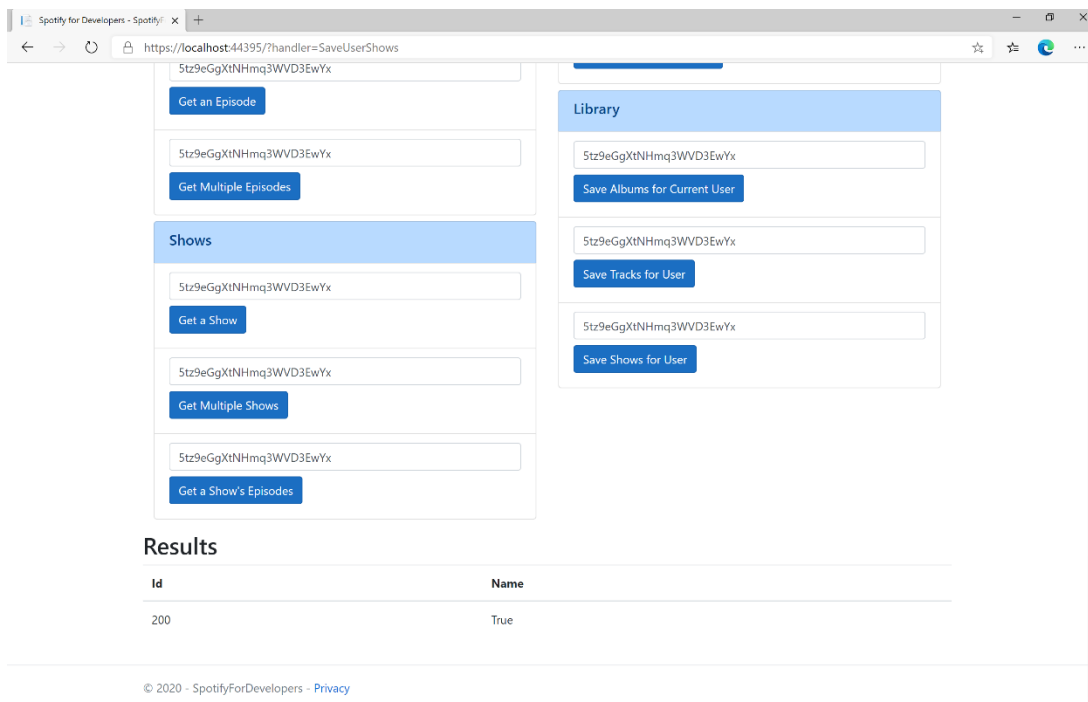 Spotify for Developers - Spotify
https://localhost:44395/?handler=SaveUserShows
5tz9eGgXtNHmq3WVD3EwYx
Get an Episode
5tz9eGgXtNHmq3WVD3EwYx
Get Multiple Episodes
Shows
5tz9eGgXtNHmq3WVD3EwYx
Get a Show
5tz9eGgXtNHmq3WVD3EwYx
Get Multiple Shows
5tz9eGgXtNHmq3WVD3EwYx
Get a Show's Episodes
Library
5tz9eGgXtNHmq3WVD3EwYx
Save Albums for Current User
5tz9eGgXtNHmq3WVD3EwYx
Save Tracks for User
5tz9eGgXtNHmq3WVD3EwYx
Save Shows for User
Results
Id Name
200 True
© 2020 - SpotifyForDevelopers - Privacy